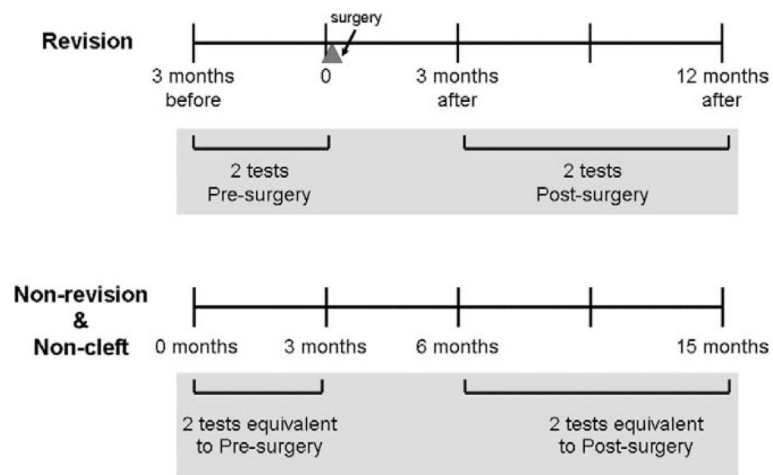 surgery
Revision
3 months
before
0
3 months
after
12 months
after
2 tests
Pre-surgery
2 tests
Post-surgery
Non-revision
&
Non-cleft
0 months
3 months
6 months
15 months
2 tests equivalent
to Pre-surgery
2 tests equivalent
to Post-surgery